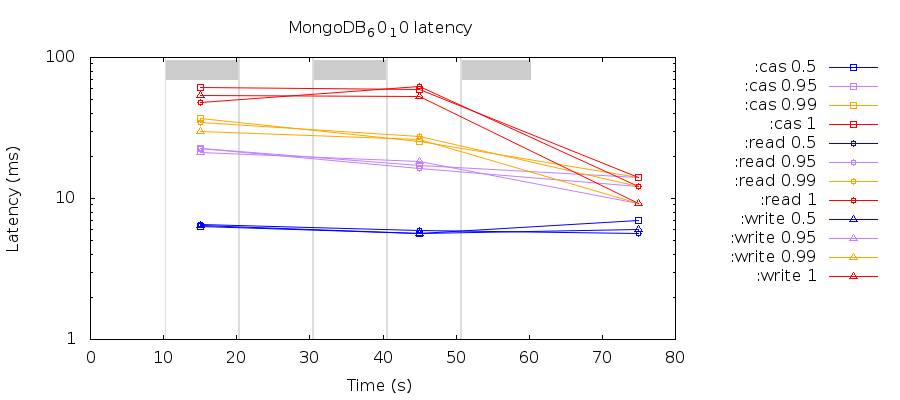 MongoDB₆0₁0 latency
Latency (ms)
100
10
1
0 10 20 30 40 50 60 70 80
Time (s)
:cas 0.5
:cas 0.95
:cas 0.99
:cas 1
:read 0.5
:read 0.95
:read 0.99
:read 1
:write 0.5
:write 0.95
:write 0.99
:write 1